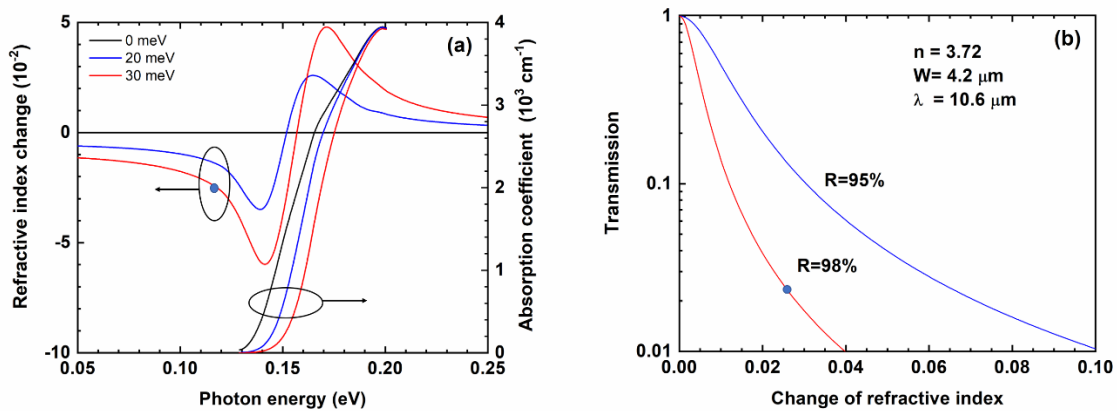 (a)
0 meV
20 meV
30 meV
Refractive index change (10⁻²)
5
0
-5
-10
0.05
0.10
0.15
0.20
0.25
Photon energy (eV)
4
3
2
1
0
Absorption coefficient (10³ cm⁻¹)
(b)
n = 3.72
W= 4.2 μm
λ = 10.6 μm
R=95%
R=98%
Transmission
1
0.1
0.01
0.00
0.02
0.04
0.06
0.08
0.10
Change of refractive index